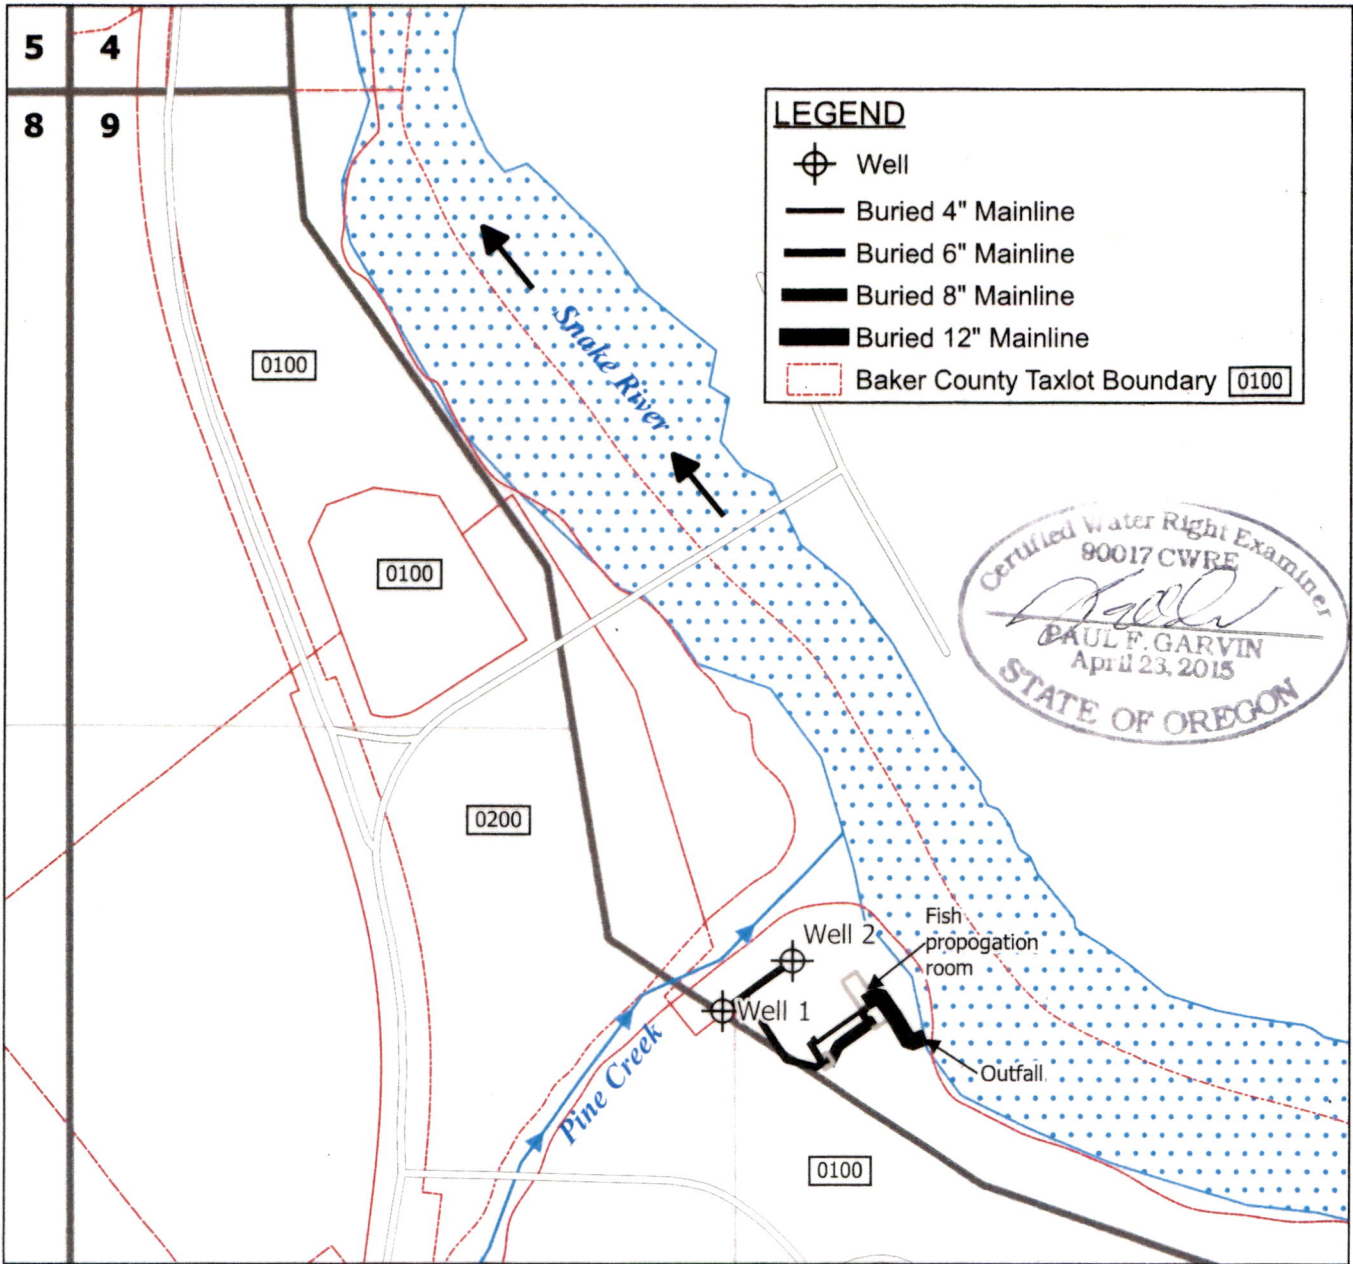 5 4
8 9
LEGEND
Well
Buried 4" Mainline
Buried 6" Mainline
Buried 8" Mainline
Buried 12" Mainline
Baker County Taxlot Boundary 0100
Snake River
0100
0100
Certified Water Right Examiner
90017 CWRE
PAUL F. GARVIN
April 23, 2015
STATE OF OREGON
0200
Fish
propogation
room
Well 2
Well 1
Pine Creek
Outfall
0100